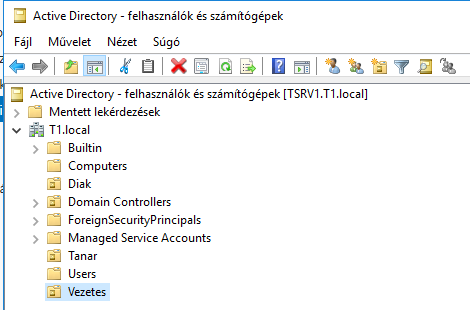 Active Directory - felhasználók és számítógépek
Fájl Művelet Nézet Súgó
Active Directory - felhasználók és számítógépek [TSRV1.T1.local]
Mentett lekérdezések
T1.local
Builtin
Computers
Diak
Domain Controllers
ForeignSecurityPrincipals
Managed Service Accounts
Tanar
Users
Vezetes